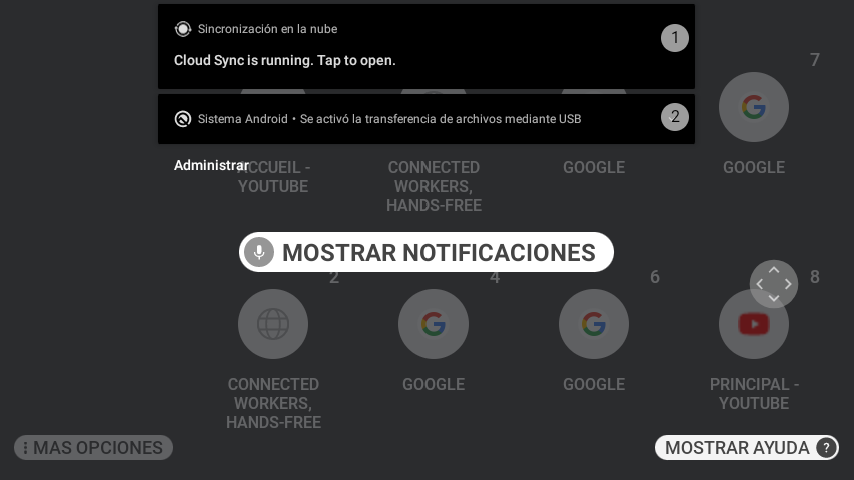 Sincronización en la nube
1
Cloud Sync is running. Tap to open.
7
Sistema Android • Se activó la transferencia de archivos mediante USB
2
Administrar
ACCUEIL -
YOUTUBE
CONNECTED
WORKERS,
HANDS-FREE
GOOGLE
GOOGLE
MOSTRAR NOTIFICACIONES
2
4
6
8
CONNECTED
WORKERS,
HANDS-FREE
GOOGLE
GOOGLE
PRINCIPAL -
YOUTUBE
MAS OPCIONES
MOSTRAR AYUDA ?